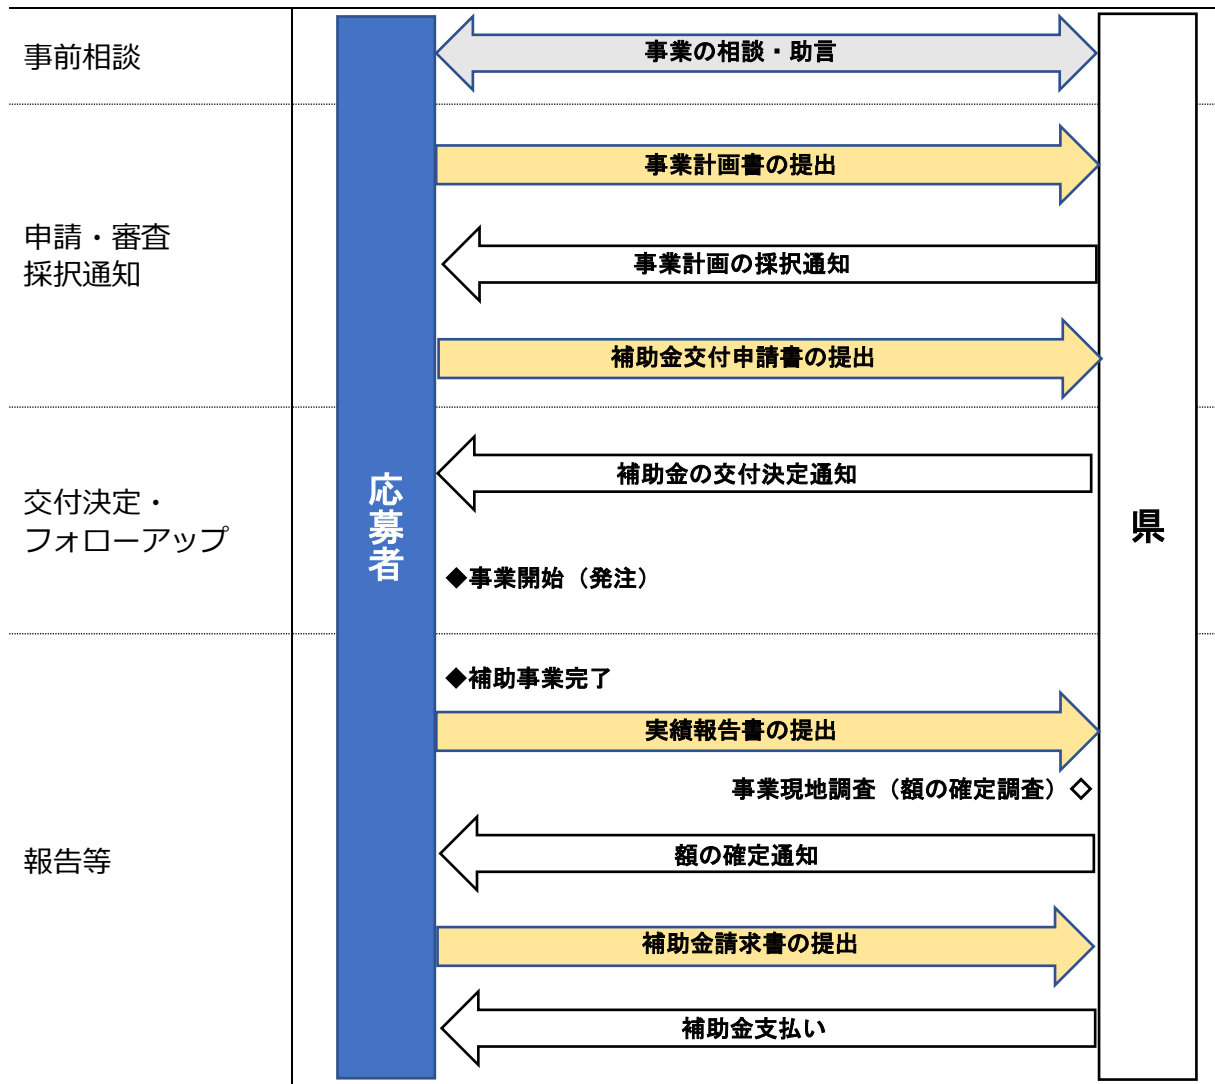 事前相談
事業の相談・助言
申請・審査
採択通知
事業計画書の提出
事業計画の採択通知
補助金交付申請書の提出
交付決定・
フォローアップ
補助金の交付決定通知
◆事業開始（発注）
応募者
県
報告等
◆補助事業完了
実績報告書の提出
事業現地調査（額の確定調査）◇
額の確定通知
補助金請求書の提出
補助金支払い